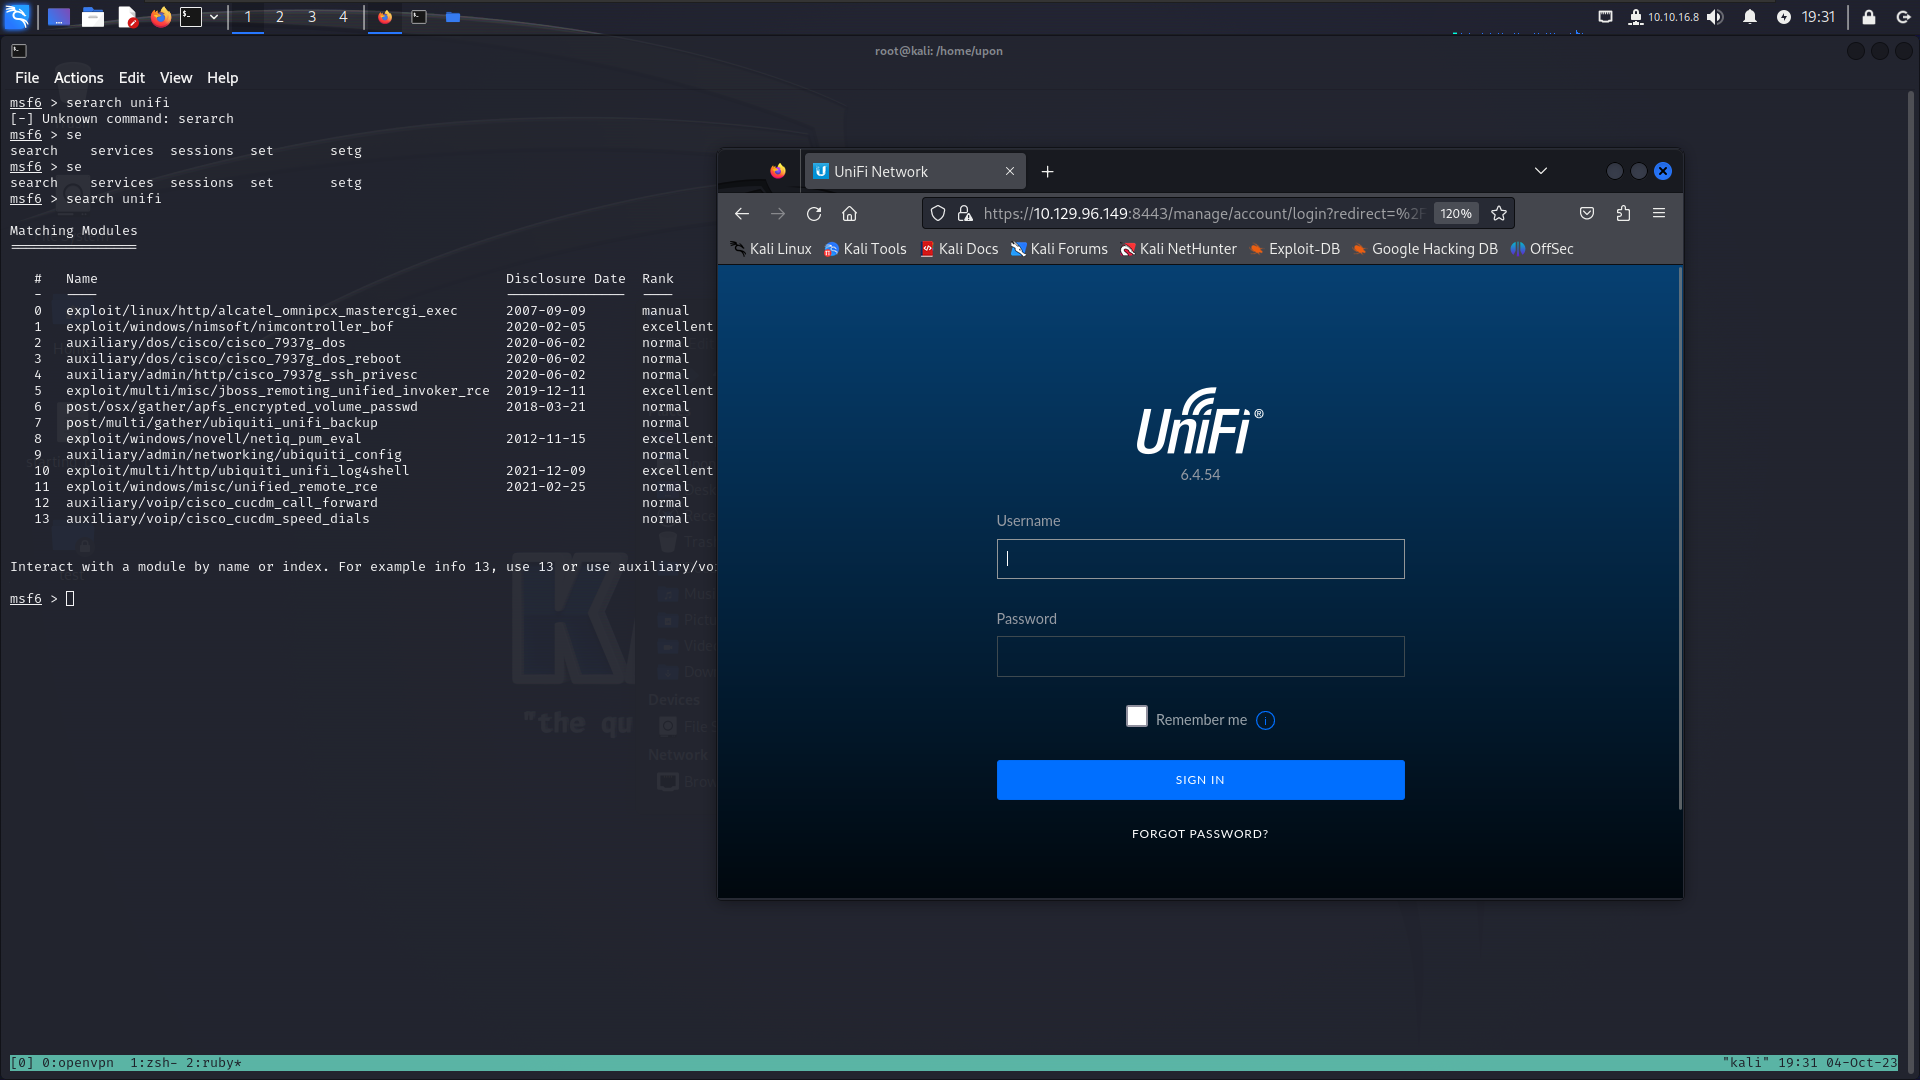 1 2 3 4
10.10.16.8 19:31
root@kali: /home/upon
File Actions Edit View Help
msf6 > serarch unifi
[-] Unknown command: serarch
msf6 > se
search services sessions set setg
msf6 > se
search services sessions set setg
msf6 > search unifi
Matching Modules
# Name Disclosure Date Rank
0 exploit/linux/http/alcatel_omnipcx_mastercgi_exec 2007-09-09 manual
1 exploit/windows/nimsoft/nimcontroller_bof 2020-02-05 excellent
2 auxiliary/dos/cisco/cisco_7937g_dos 2020-06-02 normal
3 auxiliary/dos/cisco/cisco_7937g_dos_reboot 2020-06-02 normal
4 auxiliary/admin/http/cisco_7937g_ssh_privesc 2020-06-02 normal
5 exploit/multi/misc/jboss_remoting_unified_invoker_rce 2019-12-11 excellent
6 post/osx/gather/apfs_encrypted_volume_passwd 2018-03-21 normal
7 post/multi/gather/ubiquiti_unifi_backup normal
8 exploit/windows/novell/netiq_pum_eval 2012-11-15 excellent
9 auxiliary/admin/networking/ubiquiti_config normal
10 exploit/multi/http/ubiquiti_unifi_log4shell 2021-12-09 excellent
11 exploit/windows/misc/unified_remote_rce 2021-02-25 normal
12 auxiliary/voip/cisco_cucdm_call_forward normal
13 auxiliary/voip/cisco_cucdm_speed_dials normal
Interact with a module by name or index. For example info 13, use 13 or use auxiliary/vo
msf6 >
"the qu
Devices
File S
Network
Brow
UniFi Network
https://10.129.96.149:8443/manage/account/login?redirect=%2F 120%
Kali Linux Kali Tools Kali Docs Kali Forums Kali NetHunter Exploit-DB Google Hacking DB OffSec
UniFi®
6.4.54
Username
Password
Remember me
SIGN IN
FORGOT PASSWORD?
[0] 0:openvpn 1:zsh- 2:ruby* "kali" 19:31 04-Oct-23